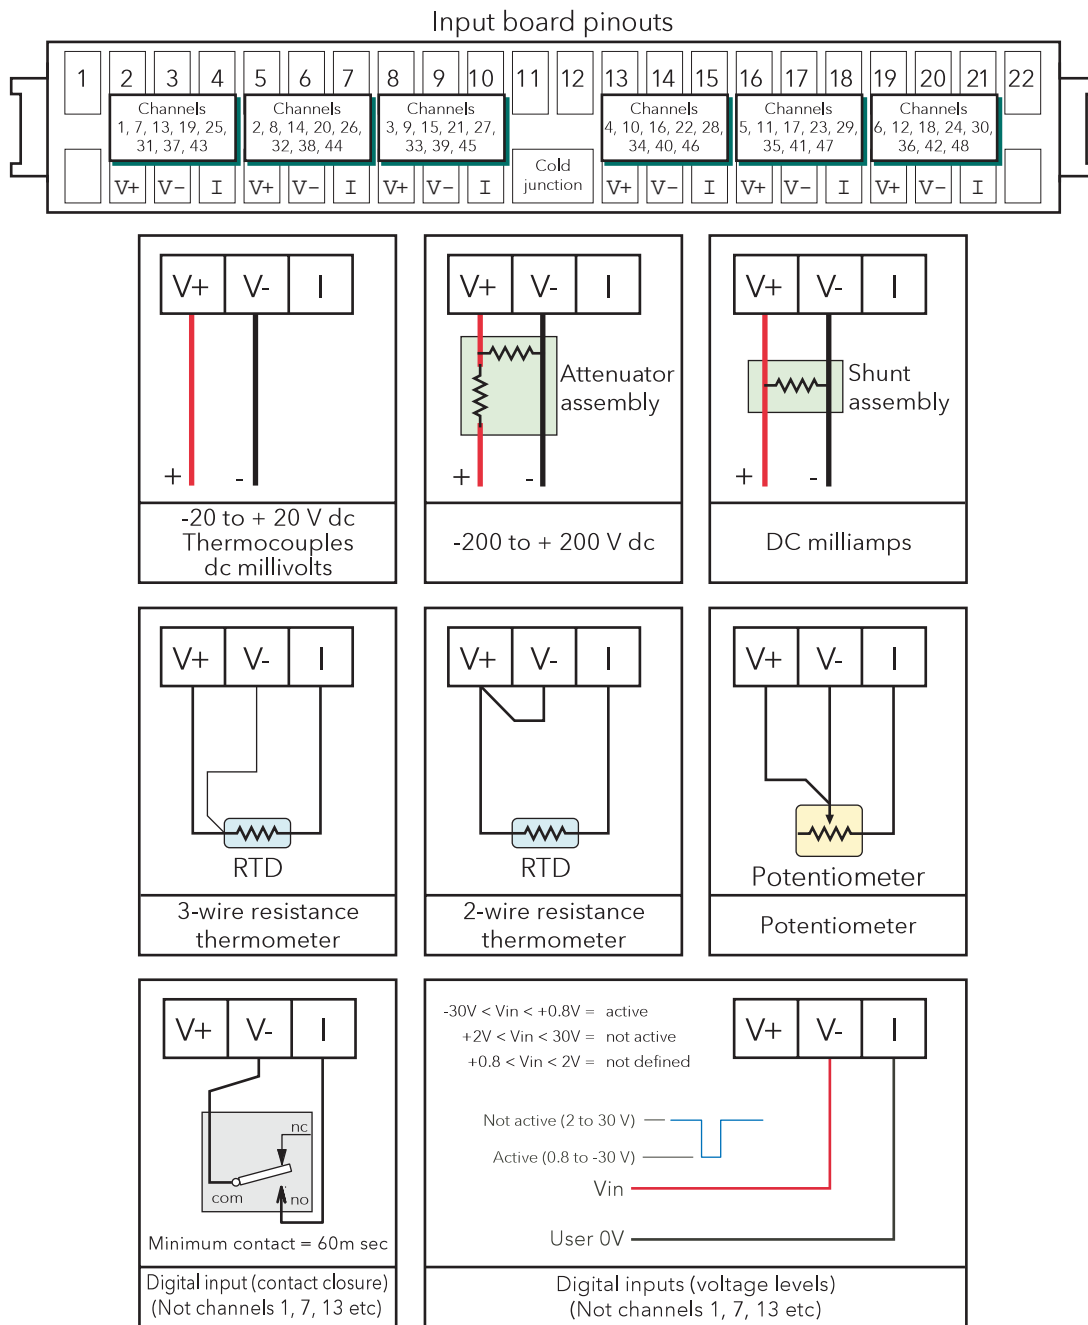 Input board pinouts
1 2 3 4 5 6 7 8 9 10 11 12 13 14 15 16 17 18 19 20 21 22
Channels
1, 7, 13, 19, 25,
31, 37, 43
Channels
2, 8, 14, 20, 26,
32, 38, 44
Channels
3, 9, 15, 21, 27,
33, 39, 45
Channels
4, 10, 16, 22, 28,
34, 40, 46
Channels
5, 11, 17, 23, 29,
35, 41, 47
Channels
6, 12, 18, 24, 30,
36, 42, 48
V+ V− I V+ V− I V+ V− I
Cold
junction
V+ V− I V+ V− I V+ V− I
V+ V- I
+ -
-20 to + 20 V dc
Thermocouples
dc millivolts
V+ V- I
Attenuator
assembly
+ -
-200 to + 200 V dc
V+ V- I
Shunt
assembly
+ -
DC milliamps
V+ V- I
RTD
3-wire resistance
thermometer
V+ V- I
RTD
2-wire resistance
thermometer
V+ V- I
Potentiometer
Potentiometer
V+ V- I
nc
com
no
Minimum contact = 60m sec
Digital input (contact closure)
(Not channels 1, 7, 13 etc)
-30V < Vin < +0.8V = active
+2V < Vin < 30V = not active
+0.8 < Vin < 2V = not defined
V+ V- I
Not active (2 to 30 V)
Active (0.8 to -30 V)
Vin
User 0V
Digital inputs (voltage levels)
(Not channels 1, 7, 13 etc)